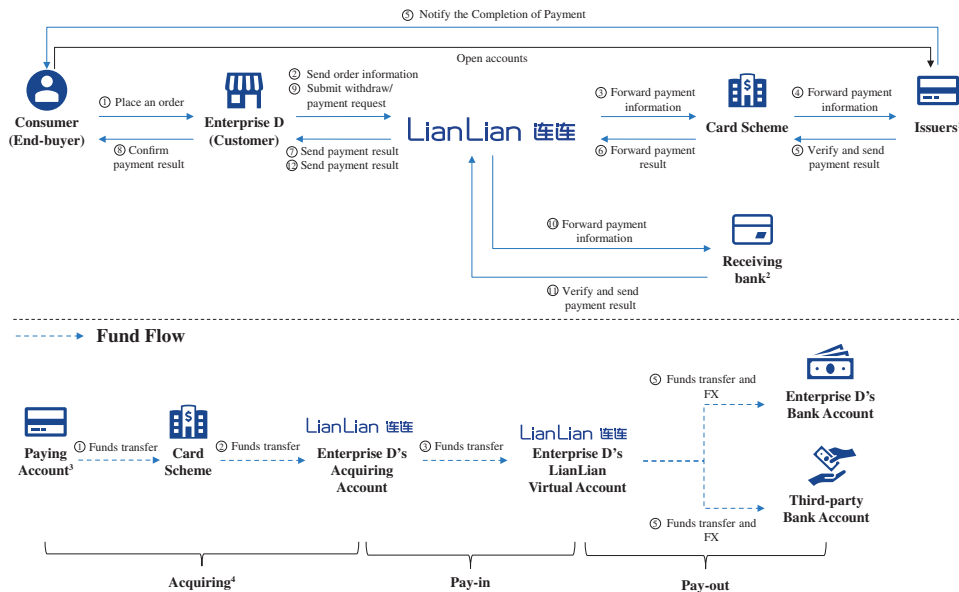 ⑤ Notify the Completion of Payment
Open accounts
② Send order information
⑨ Submit withdraw/
payment request
① Place an order
③ Forward payment
information
④ Forward payment
information
Consumer
(End-buyer)
Enterprise D
(Customer)
LianLian 连连
Card Scheme
Issuers¹
⑧ Confirm
payment result
⑦ Send payment result
⑫ Send payment result
⑥ Forward payment
result
⑤ Verify and send
payment result
⑩ Forward payment
information
Receiving
bank²
⑪ Verify and send
payment result
Fund Flow
⑤ Funds transfer and
FX
Enterprise D's
Bank Account
LianLian 连连
LianLian 连连
① Funds transfer
② Funds transfer
③ Funds transfer
Paying
Account³
Card
Scheme
Enterprise D's
Acquiring
Account
Enterprise D's
LianLian
Virtual Account
Third-party
Bank Account
⑤ Funds transfer and
FX
Acquiring⁴
Pay-in
Pay-out